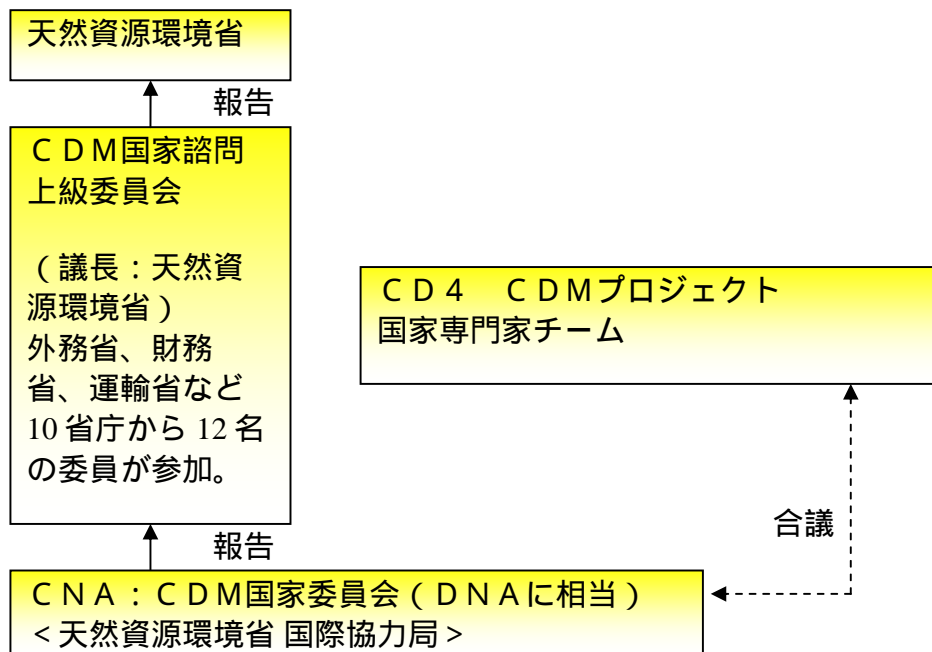 天然資源環境省
報告
ＣＤＭ国家諮問
上級委員会
（議長：天然資
源環境省）
外務省、財務
省、運輸省など
10 省庁から 12 名
の委員が参加。
ＣＤ４　ＣＤＭプロジェクト
国家専門家チーム
合議
報告
ＣＮＡ：ＣＤＭ国家委員会（ＤＮＡに相当）
＜天然資源環境省 国際協力局＞